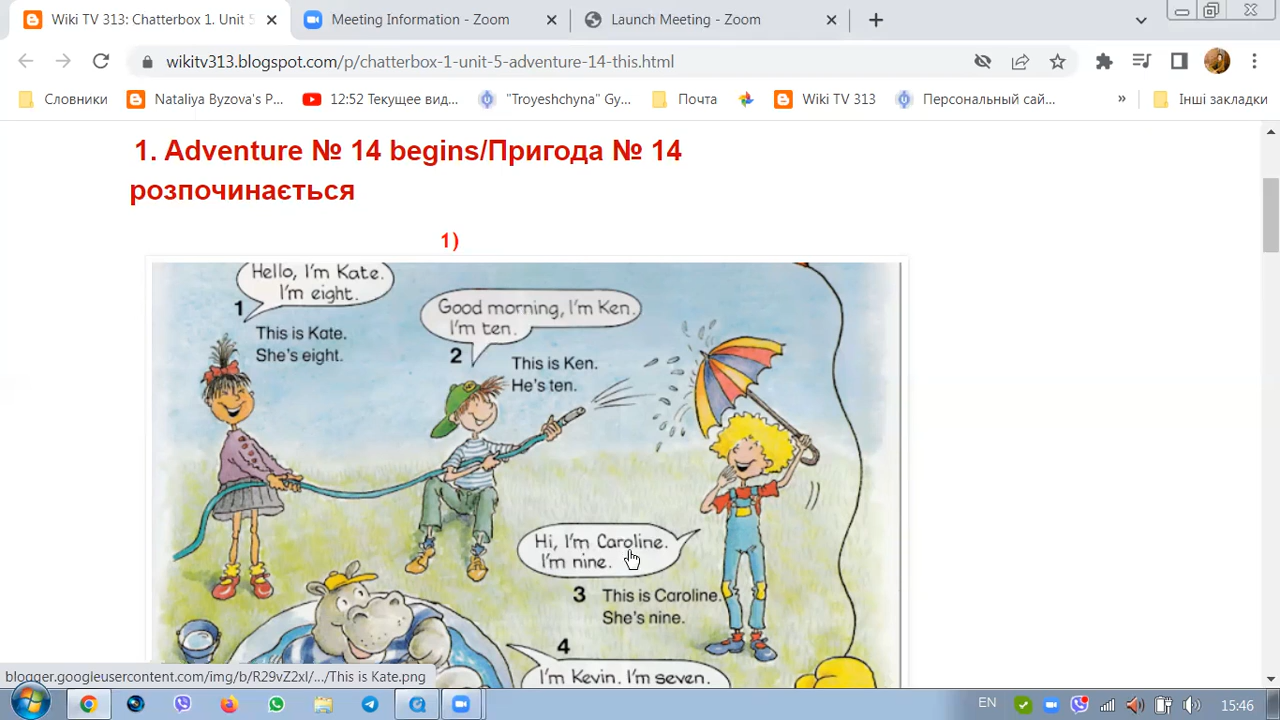 Wiki TV 313: Chatterbox 1. Unit 5
Meeting Information - Zoom
Launch Meeting - Zoom
wikitv313.blogspot.com/p/chatterbox-1-unit-5-adventure-14-this.html
Словники
Nataliya Byzova's P...
12:52 Текущее вид...
"Troyeshchyna" Gy...
Почта
Wiki TV 313
Персональный сай...
»
Інші закладки
1. Adventure № 14 begins/Пригода № 14
розпочинається
1)
Hello, I'm Kate.
I'm eight.
1
This is Kate.
She's eight.
Good morning, I'm Ken.
I'm ten.
2
This is Ken.
He's ten.
Hi, I'm Caroline.
I'm nine.
3
This is Caroline.
She's nine.
4
I'm Kevin. I'm seven.
blogger.googleusercontent.com/img/b/R29vZ2xl/.../This is Kate.png
EN
15:46